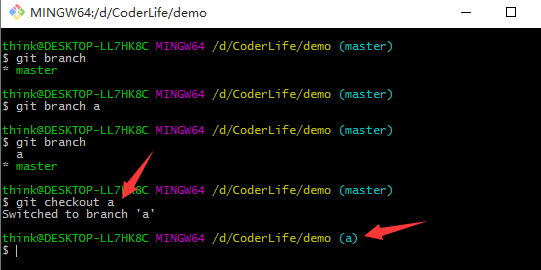 MINGW64:/d/CoderLife/demo
think@DESKTOP-LL7HK8C MINGW64 /d/CoderLife/demo (master)
$ git branch
* master
think@DESKTOP-LL7HK8C MINGW64 /d/CoderLife/demo (master)
$ git branch a
think@DESKTOP-LL7HK8C MINGW64 /d/CoderLife/demo (master)
$ git branch
  a
* master
think@DESKTOP-LL7HK8C MINGW64 /d/CoderLife/demo (master)
$ git checkout a
Switched to branch 'a'
think@DESKTOP-LL7HK8C MINGW64 /d/CoderLife/demo (a)
$